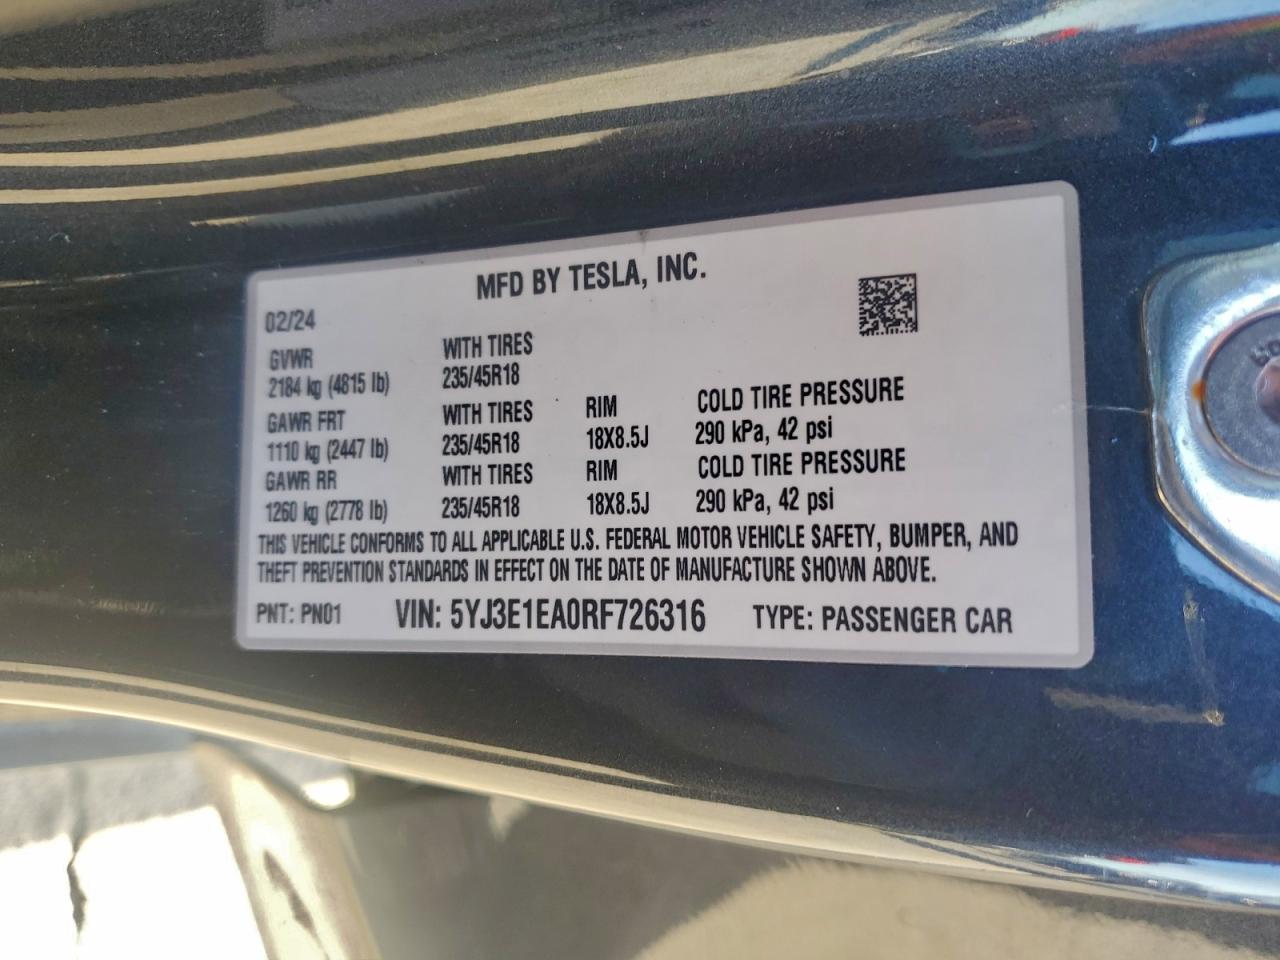 MFD BY TESLA, INC.
02/24
GVWR WITH TIRES
2184 kg (4815 lb) 235/45R18
GAWR FRT WITH TIRES RIM COLD TIRE PRESSURE
1110 kg (2447 lb) 235/45R18 18X8.5J 290 kPa, 42 psi
GAWR RR WITH TIRES RIM COLD TIRE PRESSURE
1260 kg (2778 lb) 235/45R18 18X8.5J 290 kPa, 42 psi
THIS VEHICLE CONFORMS TO ALL APPLICABLE U.S. FEDERAL MOTOR VEHICLE SAFETY, BUMPER, AND
THEFT PREVENTION STANDARDS IN EFFECT ON THE DATE OF MANUFACTURE SHOWN ABOVE.
PNT: PN01 VIN: 5YJ3E1EA0RF726316 TYPE: PASSENGER CAR